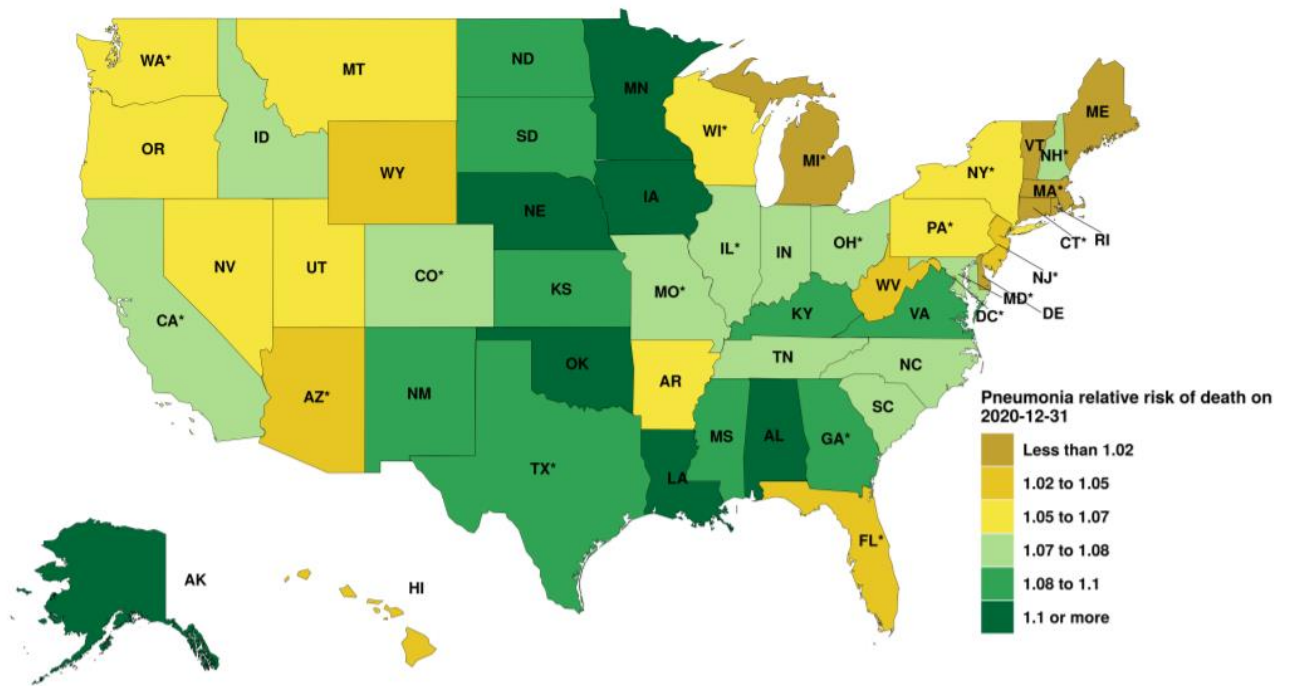 WA*
MT
ND
MN
OR
ID
SD
WI*
MI*
ME
VT
NH*
NY*
MA*
WY
NE
IA
PA*
CT*
RI
NV
UT
CO*
KS
MO*
IL*
IN
OH*
WV
NJ*
MD*
DE
DC*
CA*
KY
VA
TN
NC
AZ*
NM
OK
AR
SC
TX*
LA
MS
AL
GA*
FL*
AK
HI
Pneumonia relative risk of death on
2020-12-31
Less than 1.02
1.02 to 1.05
1.05 to 1.07
1.07 to 1.08
1.08 to 1.1
1.1 or more